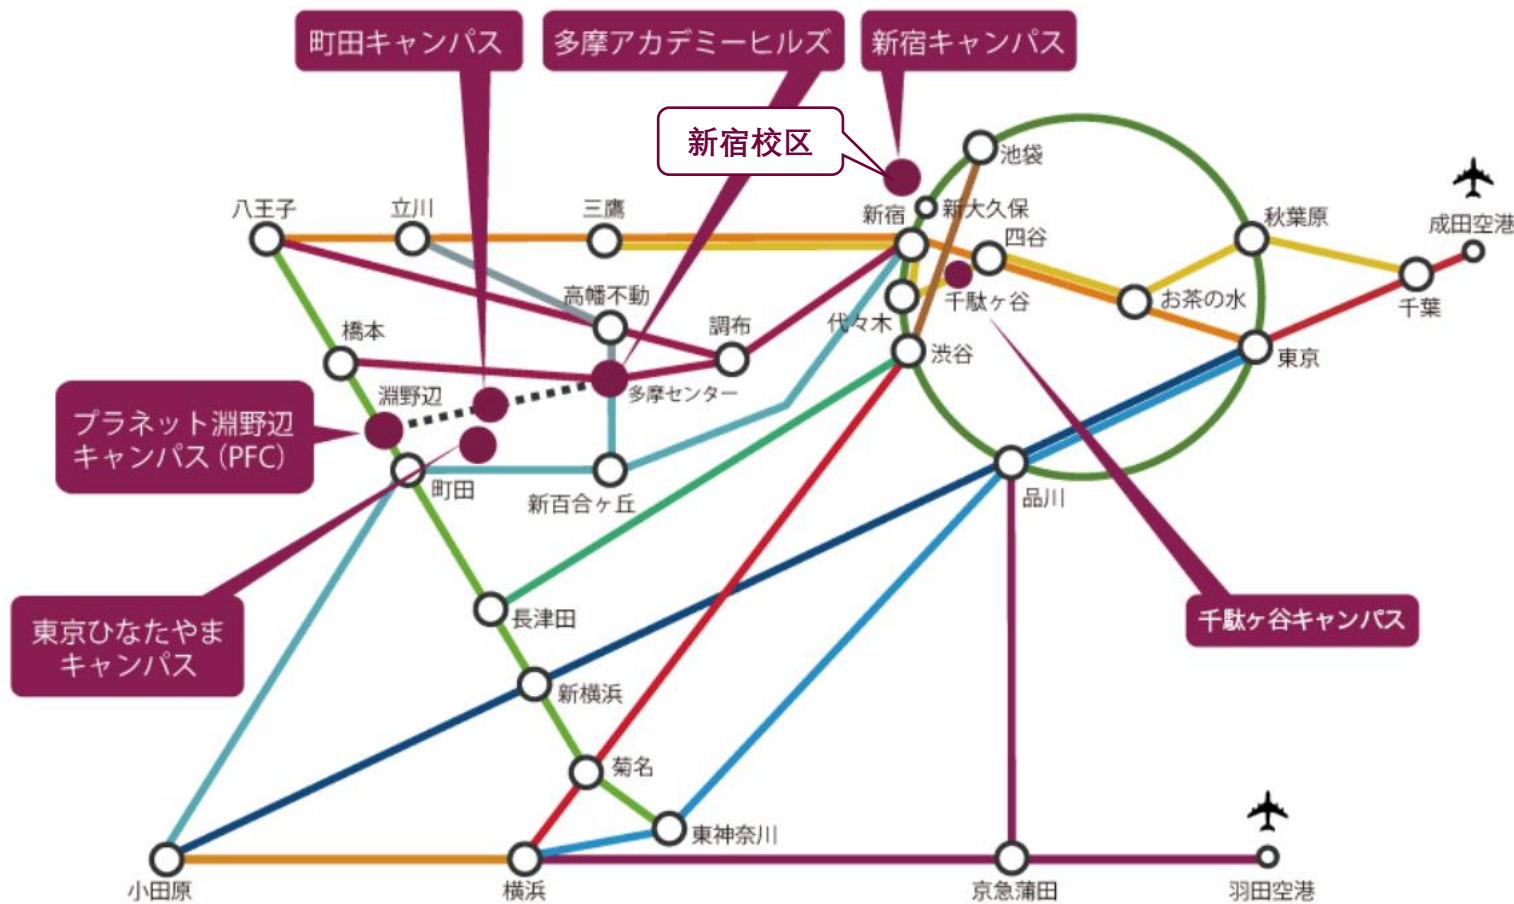 町田キャンパス
多摩アカデミーヒルズ
新宿キャンパス
新宿校区
池袋
八王子
立川
三鷹
新宿
新大久保
秋葉原
成田空港
四谷
高幡不動
調布
代々木
千駄ヶ谷
お茶の水
千葉
橋本
渋谷
東京
淵野辺
多摩センター
プラネット淵野辺
キャンパス(PFC)
町田
新百合ヶ丘
品川
東京ひなたやま
キャンパス
長津田
千駄ヶ谷キャンパス
新横浜
菊名
東神奈川
小田原
横浜
京急蒲田
羽田空港